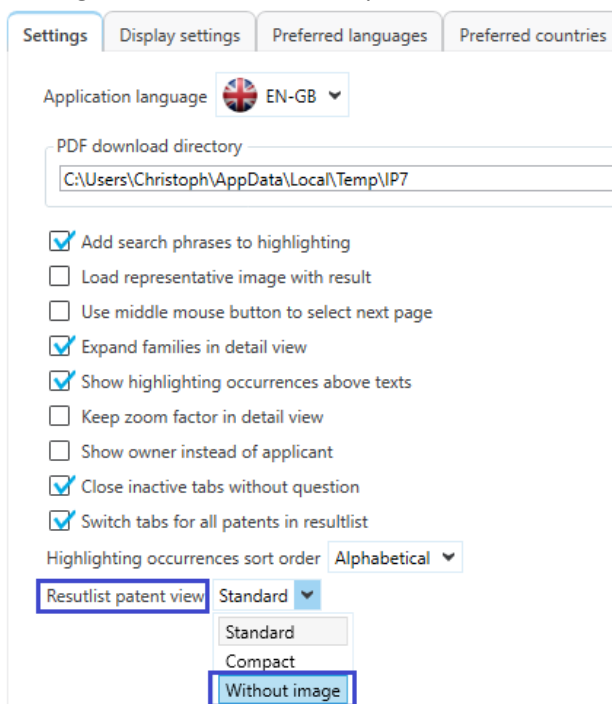 Settings Display settings Preferred languages Preferred countries
Application language EN-GB
PDF download directory
C:\Users\Christoph\AppData\Local\Temp\IP7
Add search phrases to highlighting
Load representative image with result
Use middle mouse button to select next page
Expand families in detail view
Show highlighting occurrences above texts
Keep zoom factor in detail view
Show owner instead of applicant
Close inactive tabs without question
Switch tabs for all patents in resultlist
Highlighting occurrences sort order Alphabetical
Resutlist patent view Standard
Standard
Compact
Without image